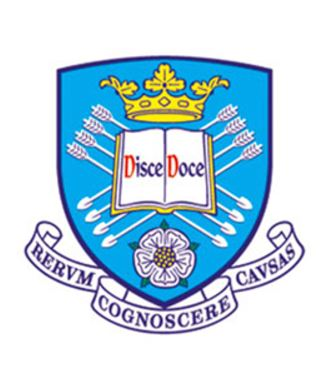 Disce Doce
RERVM
COGNOSCERE
CAVSAS